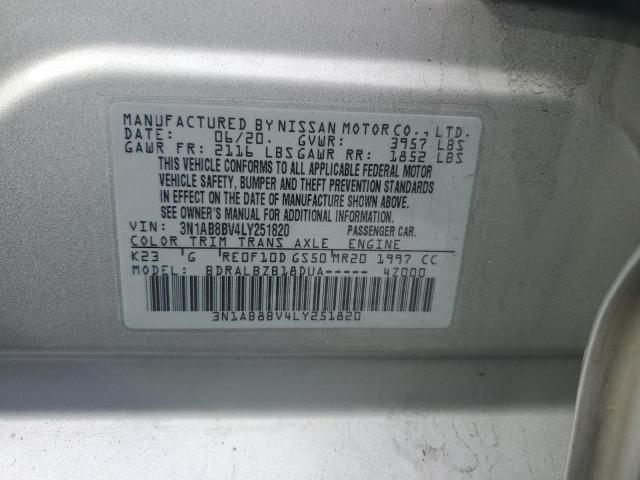 MANUFACTURED BY NISSAN MOTOR CO., LTD.
DATE: 06/20. GVWR: 3957 LBS
GAWR FR: 2116 LBS GAWR RR: 1852 LBS
THIS VEHICLE CONFORMS TO ALL APPLICABLE FEDERAL MOTOR
VEHICLE SAFETY, BUMPER AND THEFT PREVENTION STANDARDS
IN EFFECT ON THE DATE OF MANUFACTURE SHOWN ABOVE.
SEE OWNER'S MANUAL FOR ADDITIONAL INFORMATION.
VIN: 3N1AB8BV4LY251820 PASSENGER CAR.
COLOR TRIM TRANS AXLE ENGINE
K23 G RE0F10D GS50 MR20 1997 CC
MODEL: BDRALBZB18DUA----- 47000
3N1AB8BV4LY251820